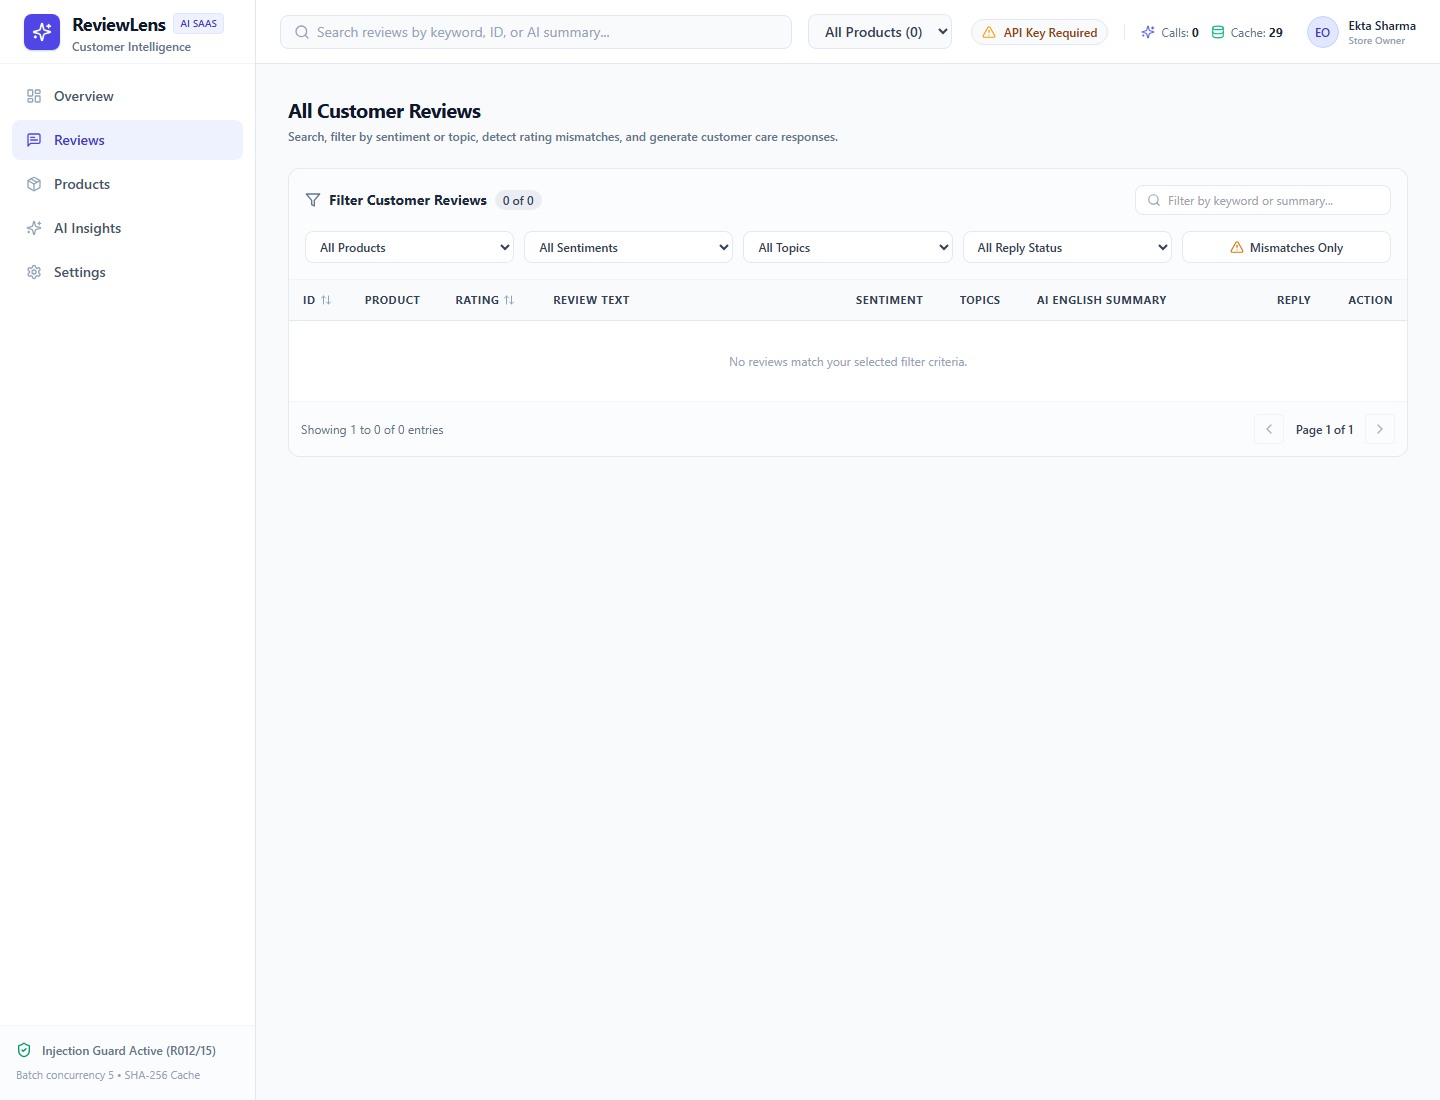 ReviewLens AI SAAS
Customer Intelligence
Search reviews by keyword, ID, or AI summary...
All Products (0)
API Key Required
Calls: 0
Cache: 29
EO
Ekta Sharma
Store Owner
Overview
Reviews
Products
AI Insights
Settings
All Customer Reviews
Search, filter by sentiment or topic, detect rating mismatches, and generate customer care responses.
Filter Customer Reviews 0 of 0
Filter by keyword or summary...
All Products
All Sentiments
All Topics
All Reply Status
Mismatches Only
ID PRODUCT RATING REVIEW TEXT SENTIMENT TOPICS AI ENGLISH SUMMARY REPLY ACTION
No reviews match your selected filter criteria.
Showing 1 to 0 of 0 entries
Page 1 of 1
Injection Guard Active (R012/15)
Batch concurrency 5 • SHA-256 Cache